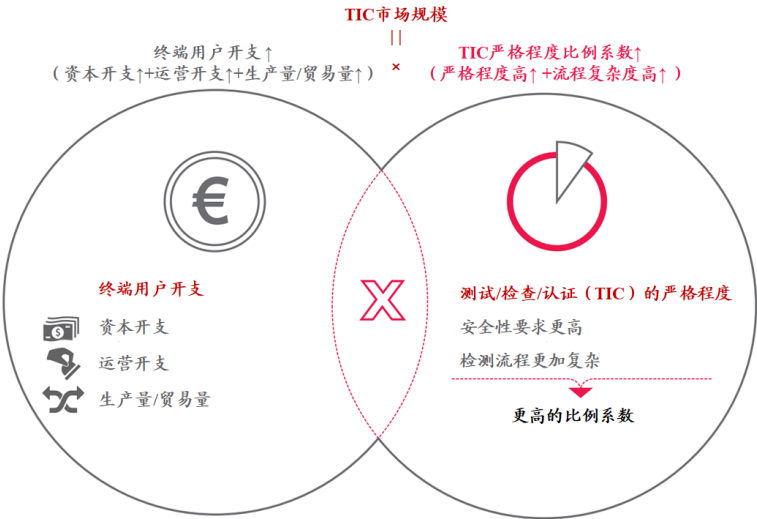 TIC市场规模
||
终端用户开支↑
×
TIC严格程度比例系数↑
（资本开支↑+运营开支↑+生产量/贸易量↑）
（严格程度高↑+流程复杂度高↑）
€
终端用户开支
资本开支
运营开支
生产量/贸易量
X
测试/检查/认证（TIC）的严格程度
安全性要求更高
检测流程更加复杂
更高的比例系数
$